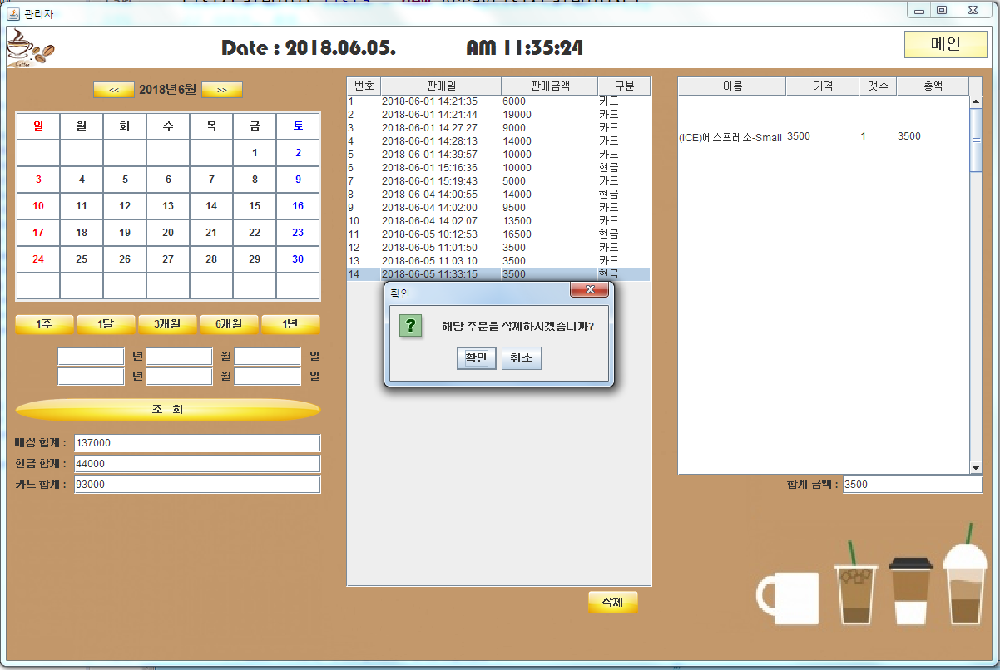 관리자
Date : 2018.06.05. AM 11:35:24
메인
Coffee
<< 2018년6월 >>
일 월 화 수 목 금 토
1 2
3 4 5 6 7 8 9
10 11 12 13 14 15 16
17 18 19 20 21 22 23
24 25 26 27 28 29 30
1주 1달 3개월 6개월 1년
년 월 일
년 월 일
조 회
매상 합계 : 137000
현금 합계 : 44000
카드 합계 : 93000
번호 판매일 판매금액 구분
1 2018-06-01 14:21:35 6000 카드
2 2018-06-01 14:21:44 19000 카드
3 2018-06-01 14:27:27 9000 카드
4 2018-06-01 14:28:13 14000 카드
5 2018-06-01 14:39:57 10000 카드
6 2018-06-01 15:16:36 10000 현금
7 2018-06-01 15:19:43 5000 카드
8 2018-06-04 14:00:55 14000 현금
9 2018-06-04 14:02:00 9500 카드
10 2018-06-04 14:02:07 13500 카드
11 2018-06-05 10:12:53 16500 현금
12 2018-06-05 11:01:50 3500 카드
13 2018-06-05 11:03:10 3500 카드
14 2018-06-05 11:33:15 3500 현금
확인
?
해당 주문을 삭제하시겠습니까?
확인 취소
삭제
이름 가격 갯수 총액
(ICE)에스프레소-Small 3500 1 3500
합계 금액 : 3500